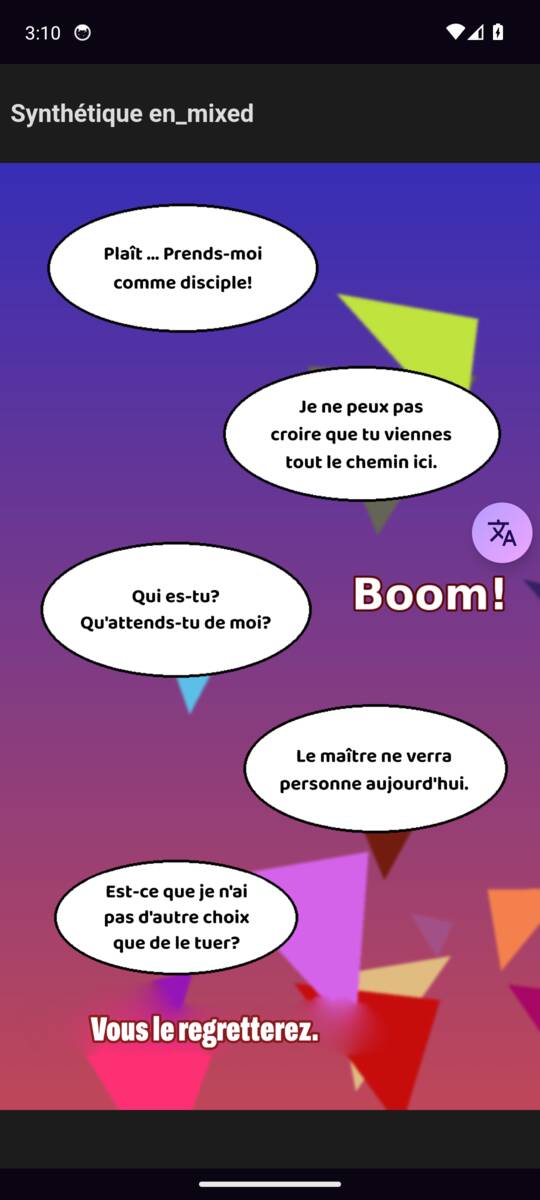 3:10
Synthétique en_mixed
Plaît ... Prends-moi
comme disciple!
Je ne peux pas
croire que tu viennes
tout le chemin ici.
Qui es-tu?
Qu'attends-tu de moi?
Boom!
Le maître ne verra
personne aujourd'hui.
Est-ce que je n'ai
pas d'autre choix
que de le tuer?
Vous le regretterez.